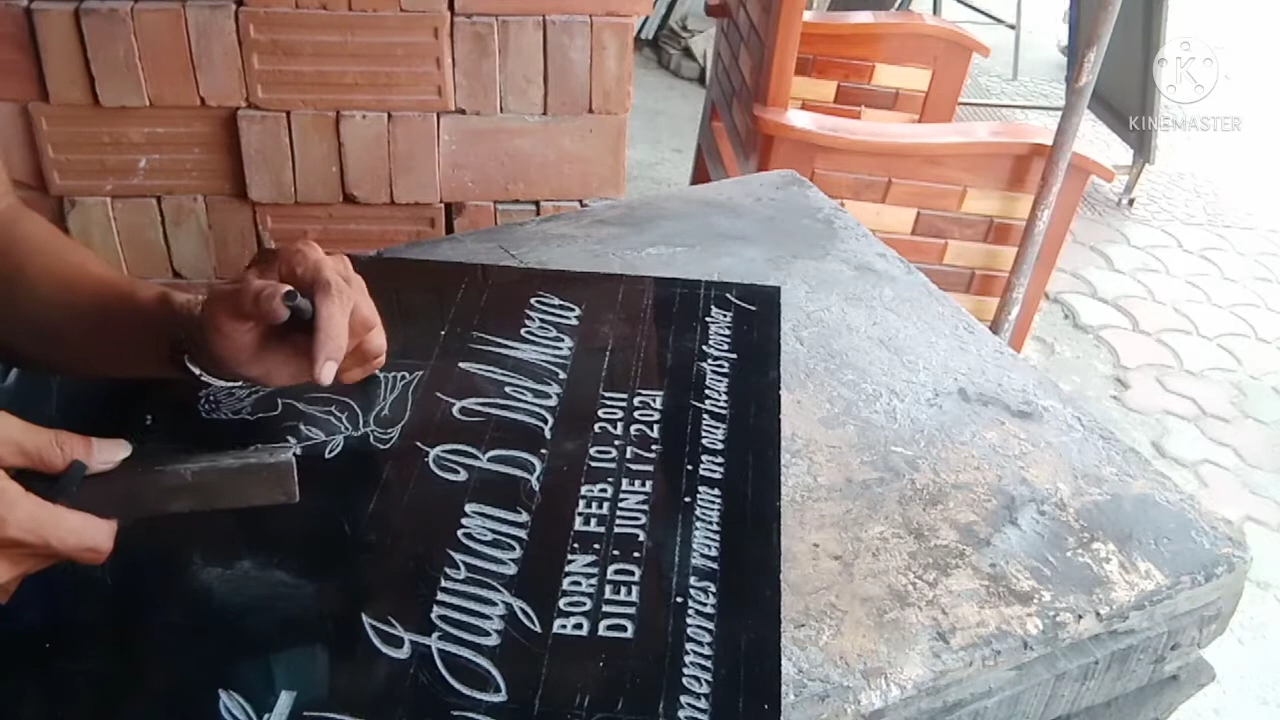 Jayron B. Del Moro
BORN : FEB. 10, 2011
DIED : JUNE 17, 2021
memories remain in our hearts forever
KINEMASTER